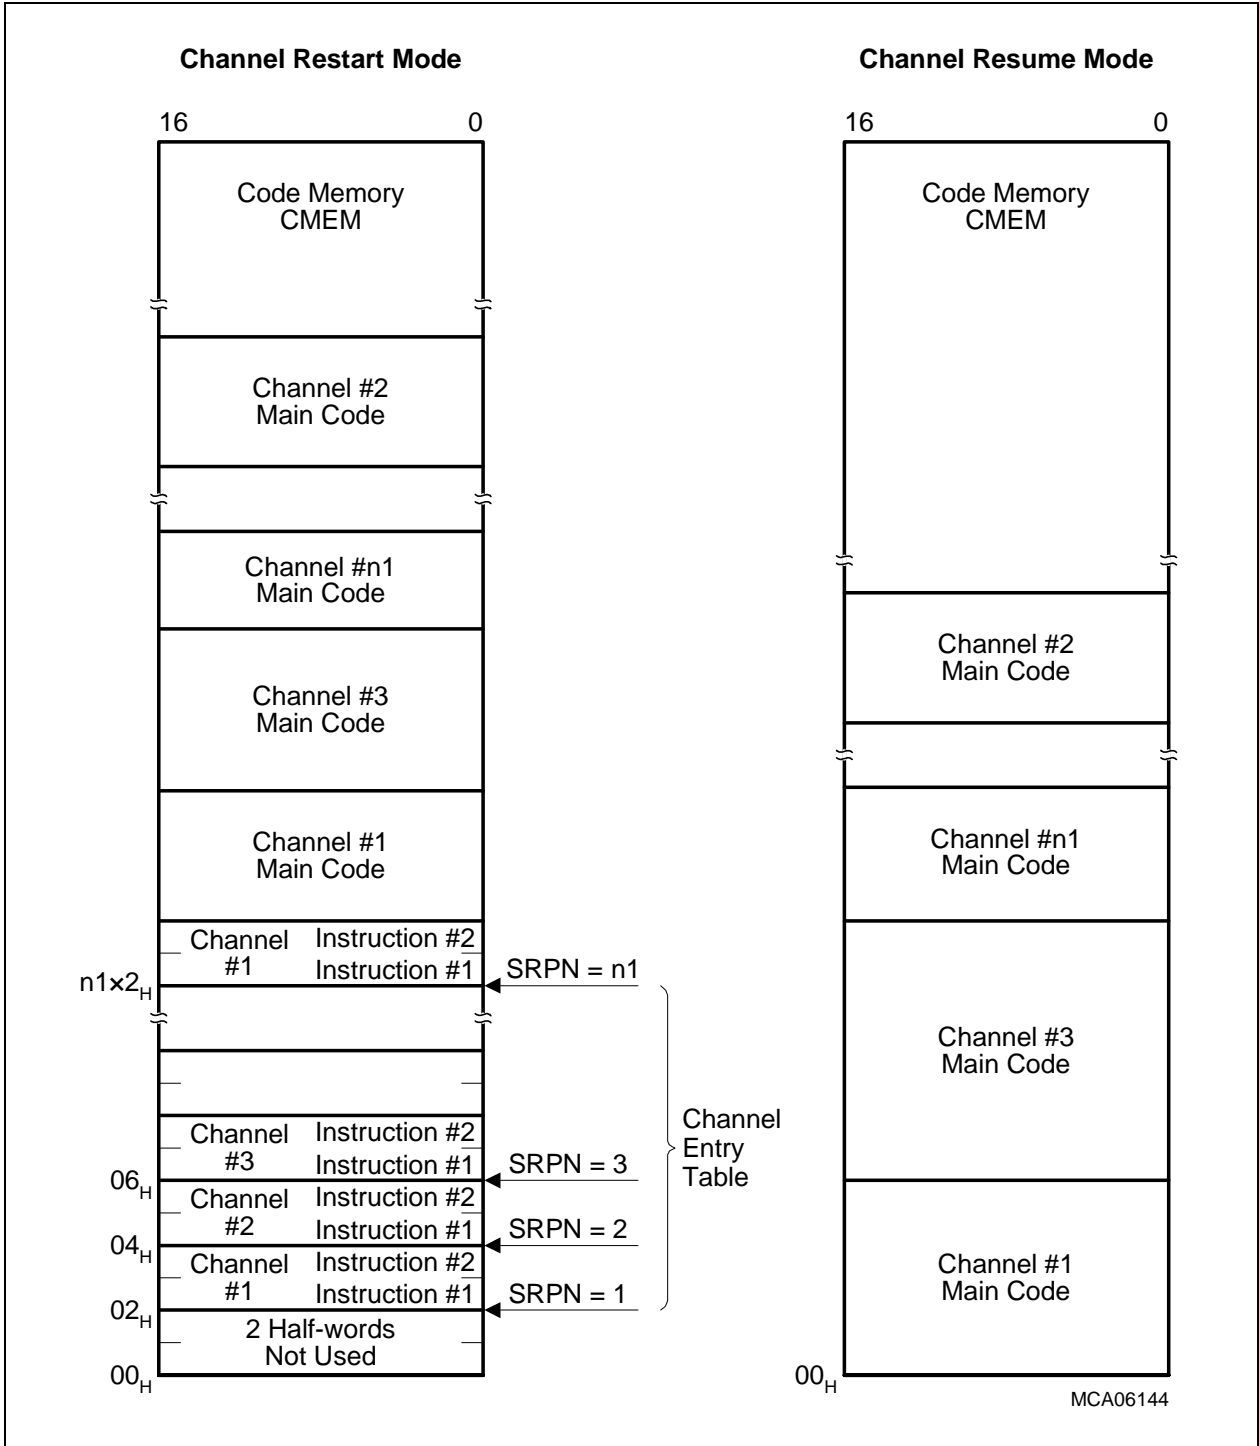 Channel Restart Mode
16 0
Code Memory
CMEM
Channel #2
Main Code
Channel #n1
Main Code
Channel #3
Main Code
Channel #1
Main Code
Channel
#1
Instruction #2
Instruction #1
n1×2H
SRPN = n1
Channel
#3
Instruction #2
Instruction #1
06H
SRPN = 3
Channel
#2
Instruction #2
Instruction #1
04H
SRPN = 2
Channel
#1
Instruction #2
Instruction #1
02H
SRPN = 1
2 Half-words
Not Used
00H
Channel
Entry
Table
Channel Resume Mode
16 0
Code Memory
CMEM
Channel #2
Main Code
Channel #n1
Main Code
Channel #3
Main Code
Channel #1
Main Code
00H
MCA06144